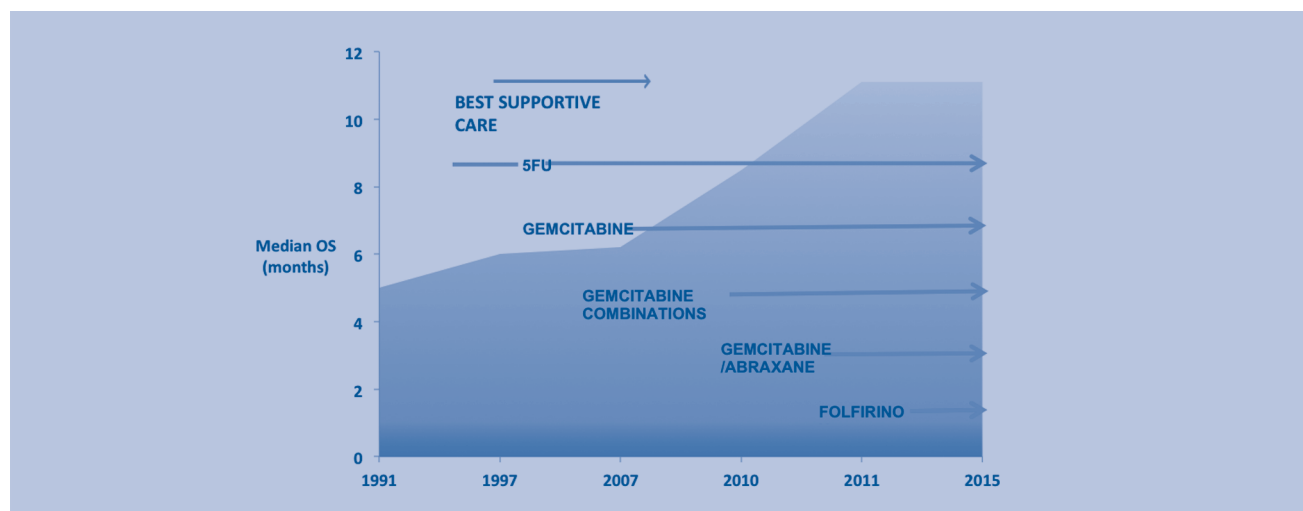 12
10
8
6
4
2
0
Median OS
(months)
BEST SUPPORTIVE
CARE
5FU
GEMCITABINE
GEMCITABINE
COMBINATIONS
GEMCITABINE
/ABRAXANE
FOLFIRINO
1991 1997 2007 2010 2011 2015